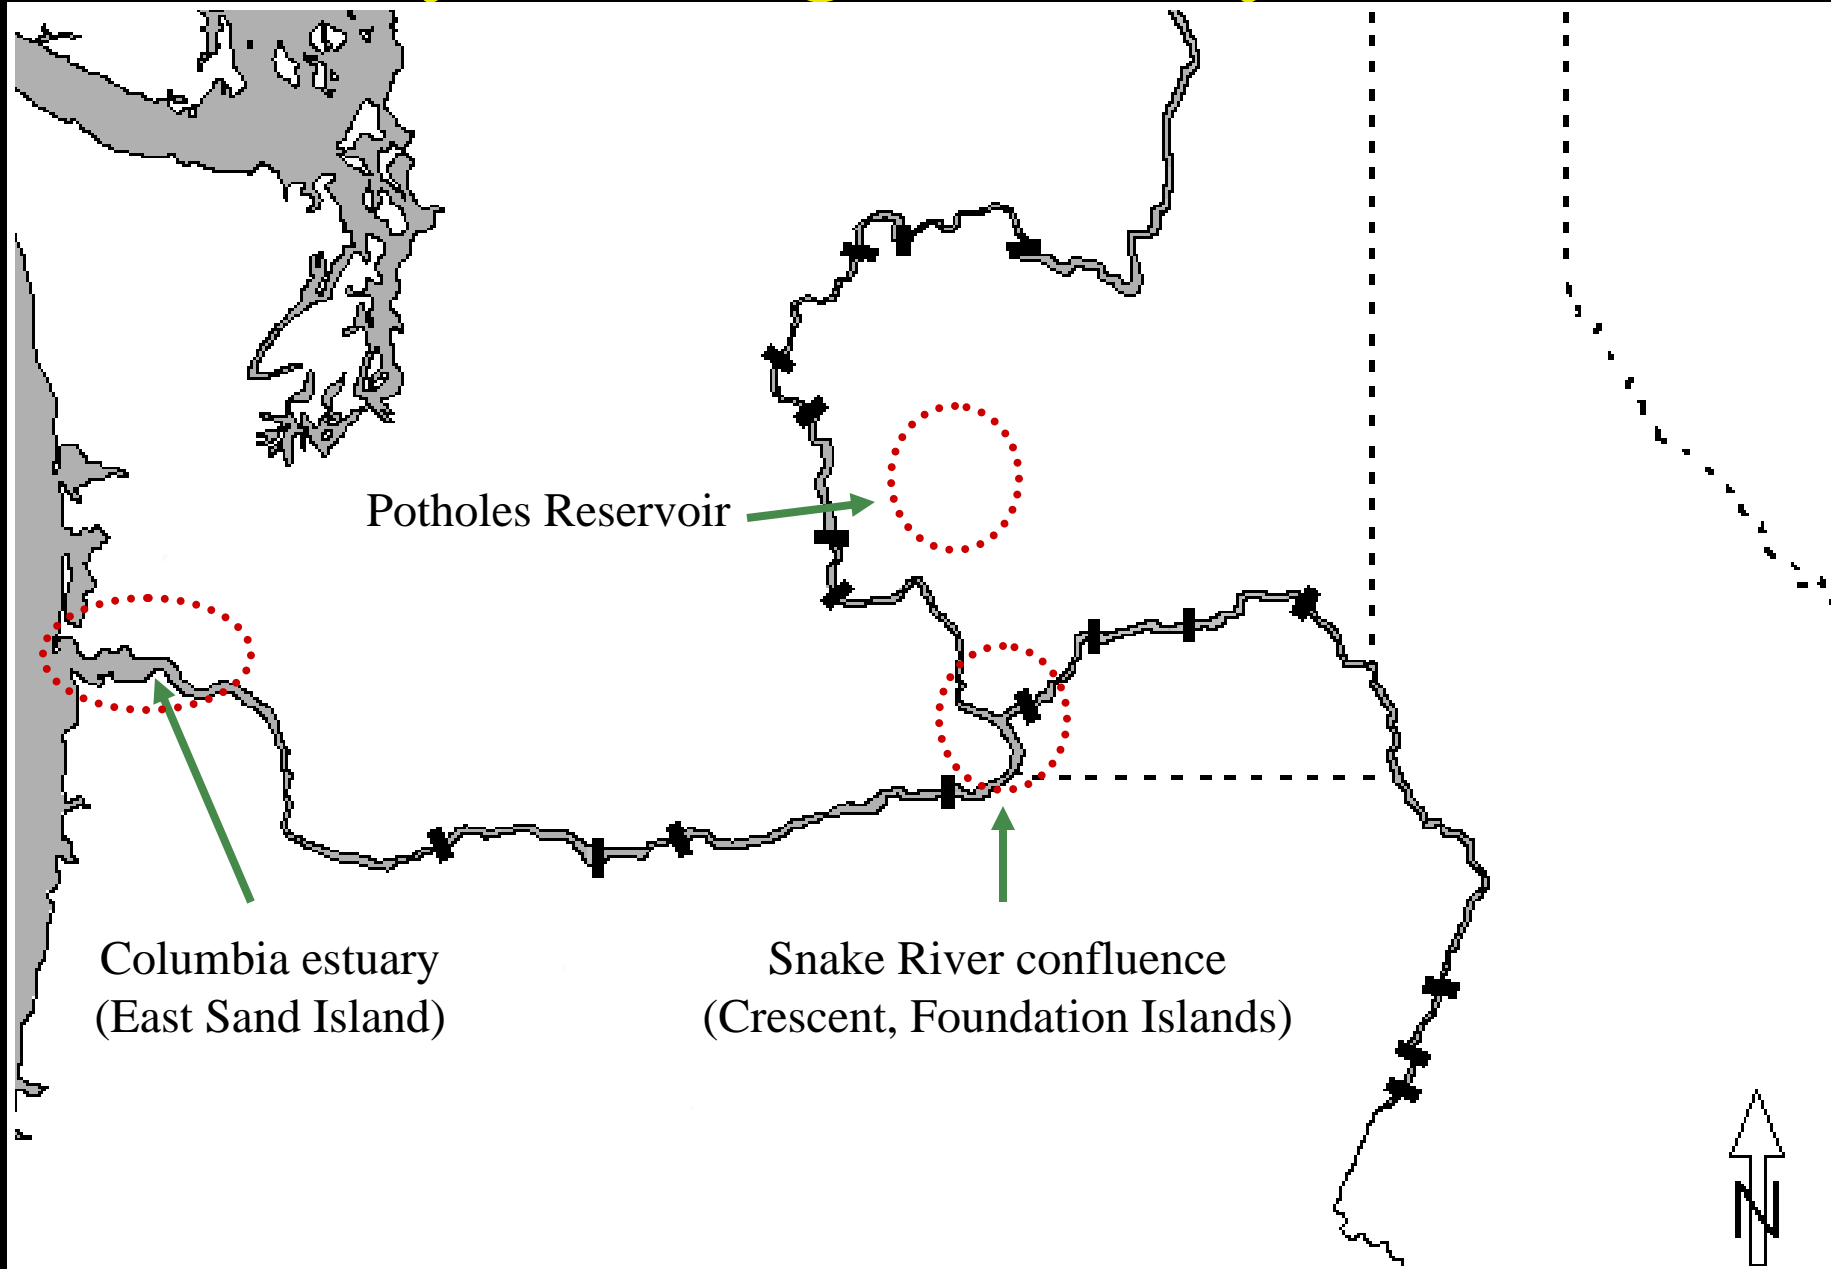 Potholes Reservoir
Columbia estuary
(East Sand Island)
Snake River confluence
(Crescent, Foundation Islands)
N